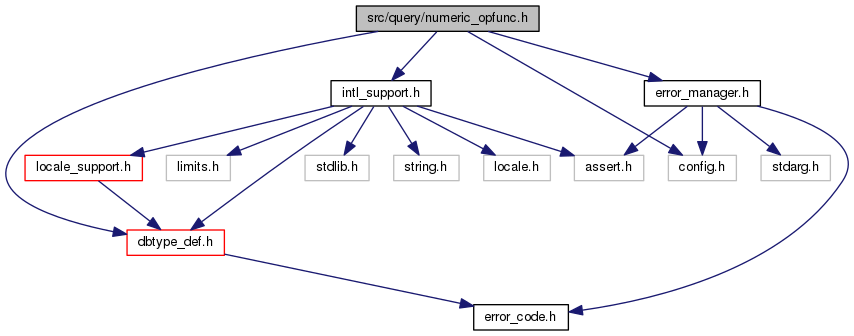 src/query/numeric_opfunc.h
intl_support.h
error_manager.h
locale_support.h
limits.h
stdlib.h
string.h
locale.h
assert.h
config.h
stdarg.h
dbtype_def.h
error_code.h